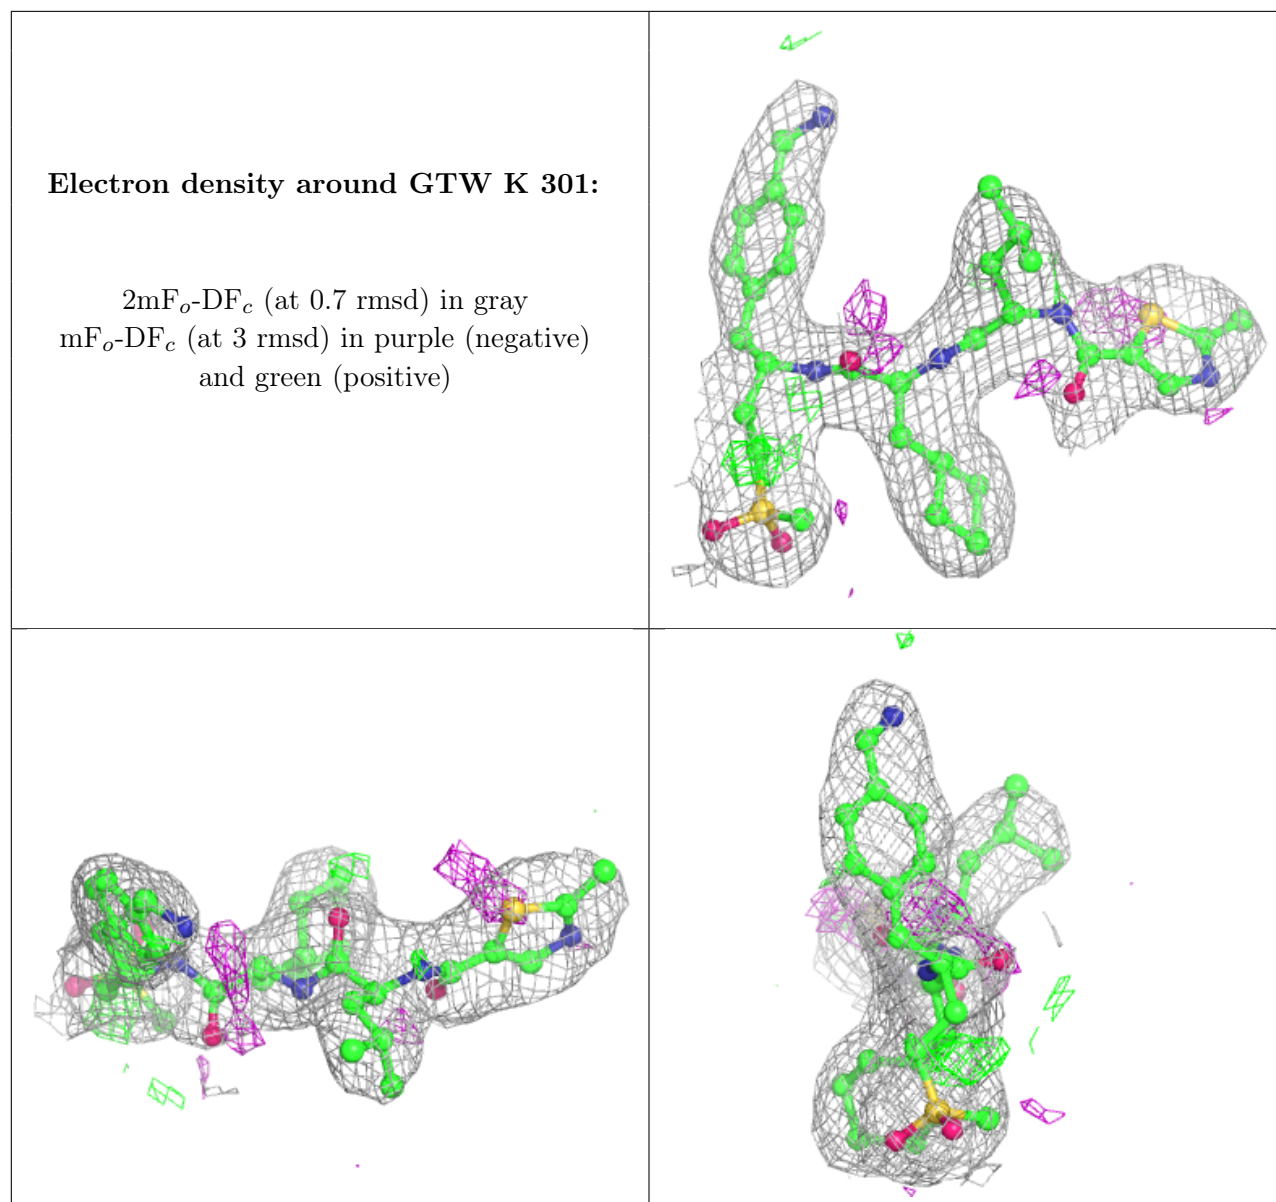 Electron density around GTW K 301:
2mFₒ-DF𝒸 (at 0.7 rmsd) in gray
mFₒ-DF𝒸 (at 3 rmsd) in purple (negative)
and green (positive)